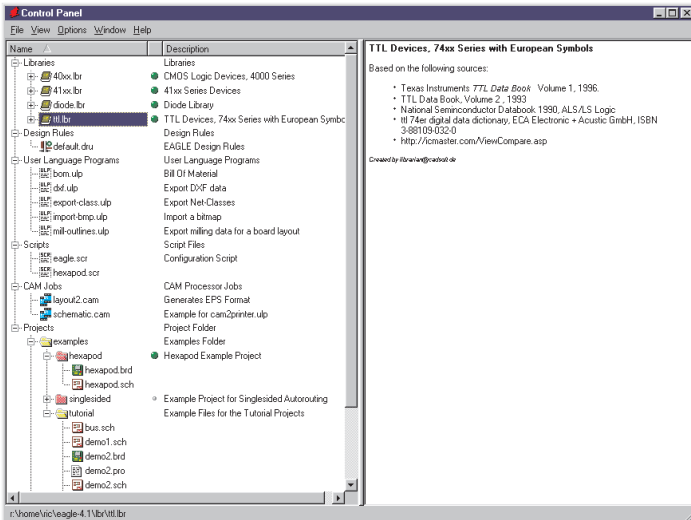 Control Panel
File View Options Window Help
Name Description
Libraries Libraries
40xx.lbr CMOS Logic Devices, 4000 Series
41xx.lbr 41xx Series Devices
diode.lbr Diode Library
ttl.lbr TTL Devices, 74xx Series with European Symbo
Design Rules Design Rules
default.dru EAGLE Design Rules
User Language Programs User Language Programs
bom.ulp Bill Of Material
dxf.ulp Export DXF data
export-class.ulp Export Net-Classes
import-bmp.ulp Import a bitmap
mill-outlines.ulp Export milling data for a board layout
Scripts Script Files
eagle.scr Configuration Script
hexapod.scr
CAM Jobs CAM Processor Jobs
layout2.cam Generates EPS Format
schematic.cam Example for cam2printer.ulp
Projects Project Folder
examples Examples Folder
hexapod Hexapod Example Project
hexapod.brd
hexapod.sch
singlesided Example Project for Singlesided Autorouting
tutorial Example Files for the Tutorial Projects
bus.sch
demo1.sch
demo2.brd
demo2.pro
demo2.sch
r:\home\ric\eagle-4.1\lbr\ttl.lbr
TTL Devices, 74xx Series with European Symbols
Based on the following sources:
• Texas Instruments TTL Data Book Volume 1, 1996.
• TTL Data Book, Volume 2 , 1993
• National Seminconductor Databook 1990, ALS/LS Logic
• ttl 74er digital data dictionary, ECA Electronic + Acustic GmbH, ISBN
3-88109-032-0
• http://icmaster.com/ViewCompare.asp
Created by librarian@cadsoft.de